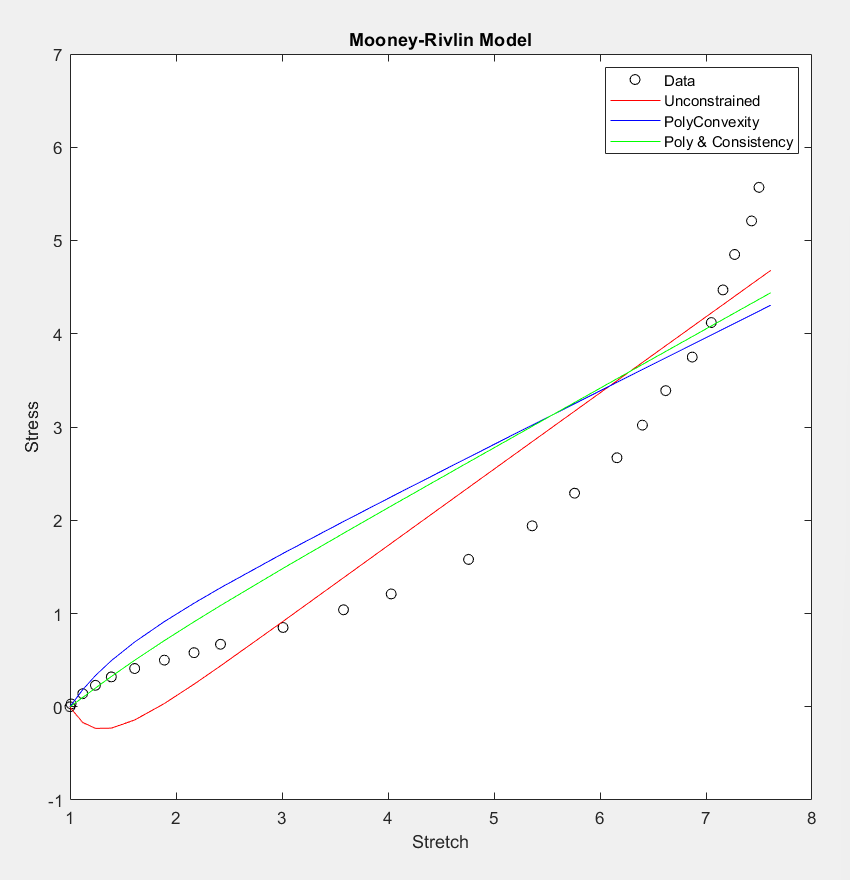 Mooney-Rivlin Model
Data
Unconstrained
PolyConvexity
Poly & Consistency
7
6
5
4
3
2
1
0
-1
Stress
1 2 3 4 5 6 7 8
Stretch